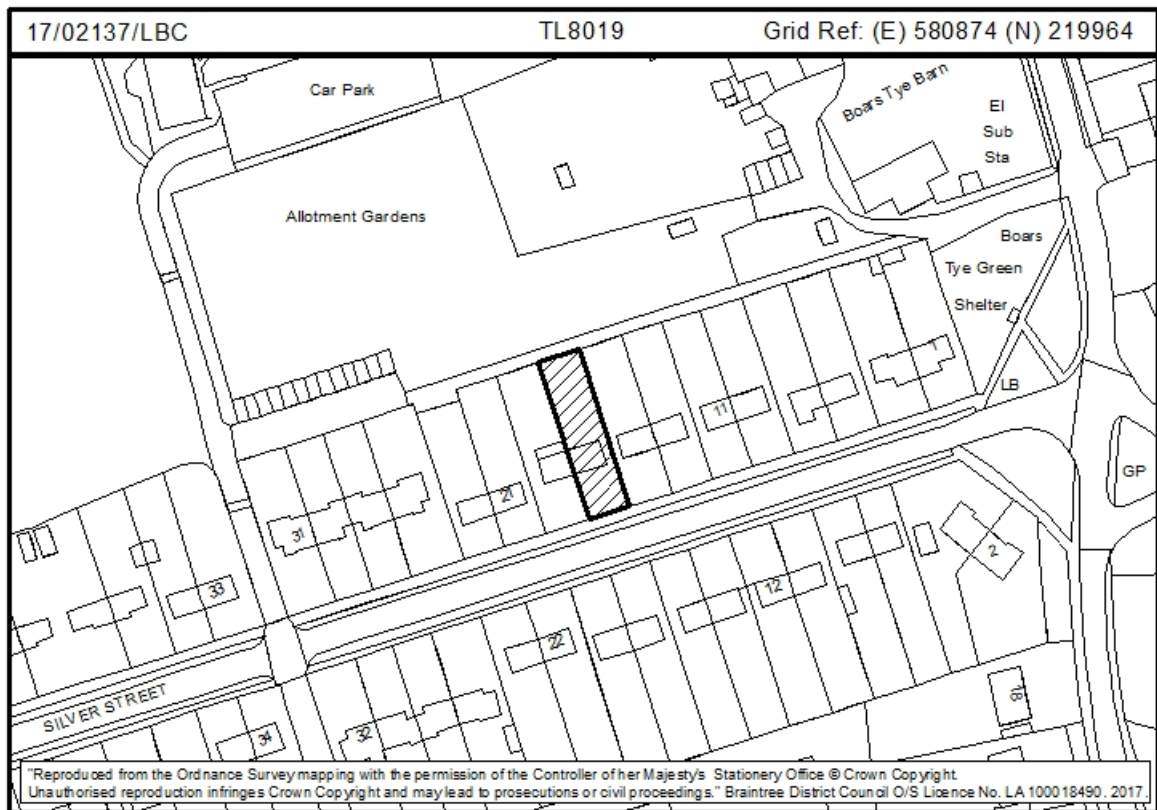 17/02137/LBC TL8019 Grid Ref: (E) 580874 (N) 219964
Car Park
Boars Tye Barn
El
Sub
Sta
Allotment Gardens
Boars
Tye Green
Shelter
1
LB
11
GP
21
31
2
33
12
22
SILVER STREET
18
34
32
"Reproduced from the Ordnance Survey mapping with the permission of the Controller of her Majesty's Stationery Office © Crown Copyright.
Unauthorised reproduction infringes Crown Copyright and may lead to prosecutions or civil proceedings." Braintree District Council O/S Licence No. LA 100018490. 2017.